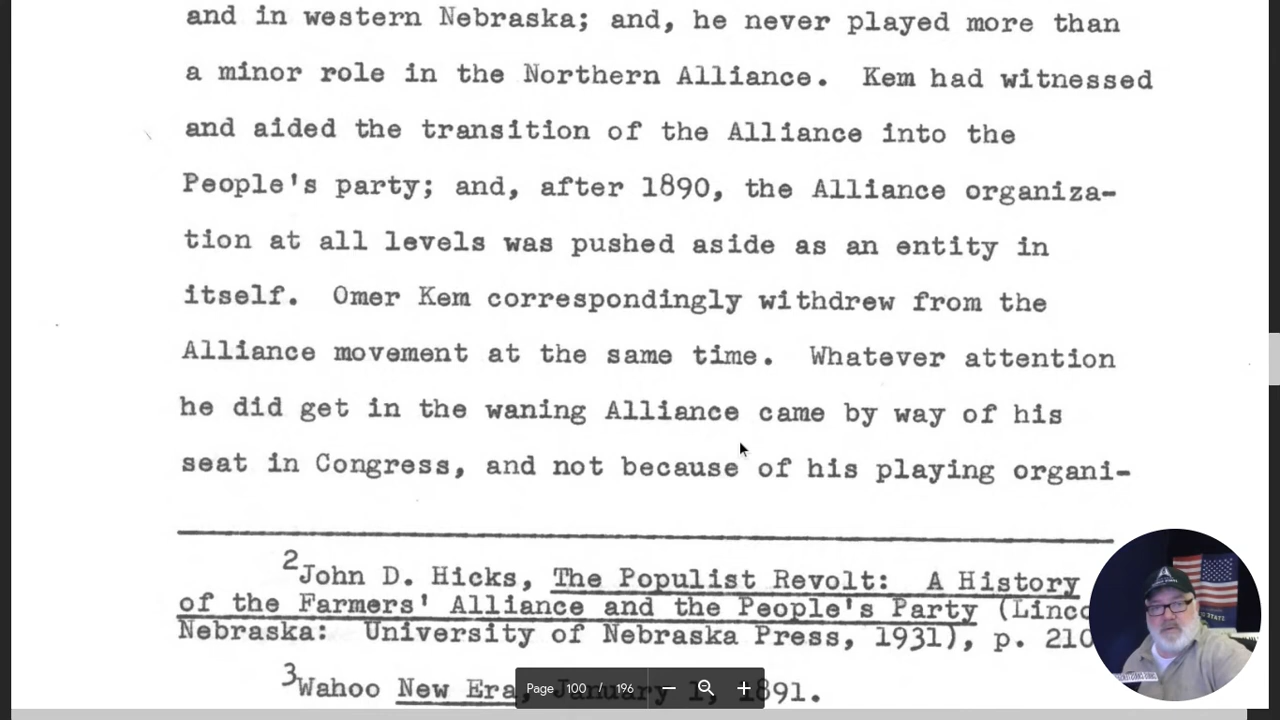 and in western Nebraska; and, he never played more than
a minor role in the Northern Alliance. Kem had witnessed
and aided the transition of the Alliance into the
People's party; and, after 1890, the Alliance organiza-
tion at all levels was pushed aside as an entity in
itself. Omer Kem correspondingly withdrew from the
Alliance movement at the same time. Whatever attention
he did get in the waning Alliance came by way of his
seat in Congress, and not because of his playing organi-
2John D. Hicks, The Populist Revolt: A History
of the Farmers' Alliance and the People's Party (Linco
Nebraska: University of Nebraska Press, 1931), p. 210
3Wahoo New Era, January 1, 1891.
Page 100 / 196